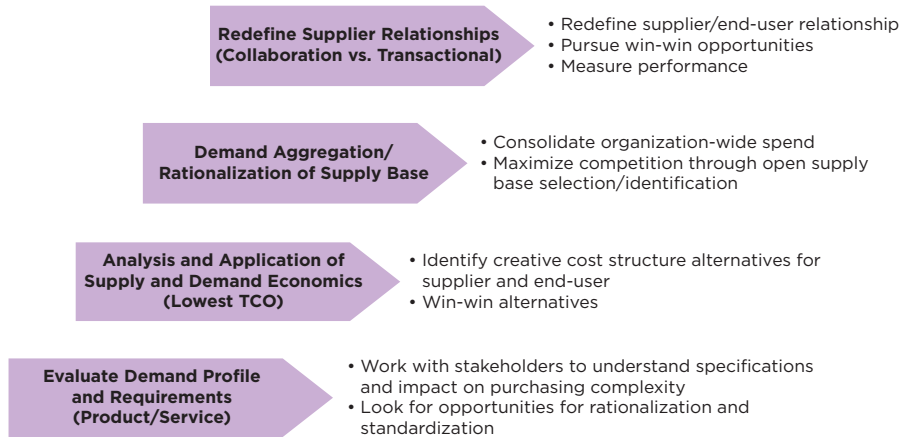 Redefine Supplier Relationships
(Collaboration vs. Transactional)
• Redefine supplier/end-user relationship
• Pursue win-win opportunities
• Measure performance
Demand Aggregation/
Rationalization of Supply Base
• Consolidate organization-wide spend
• Maximize competition through open supply
base selection/identification
Analysis and Application of
Supply and Demand Economics
(Lowest TCO)
• Identify creative cost structure alternatives for
supplier and end-user
• Win-win alternatives
Evaluate Demand Profile
and Requirements
(Product/Service)
• Work with stakeholders to understand specifications
and impact on purchasing complexity
• Look for opportunities for rationalization and
standardization